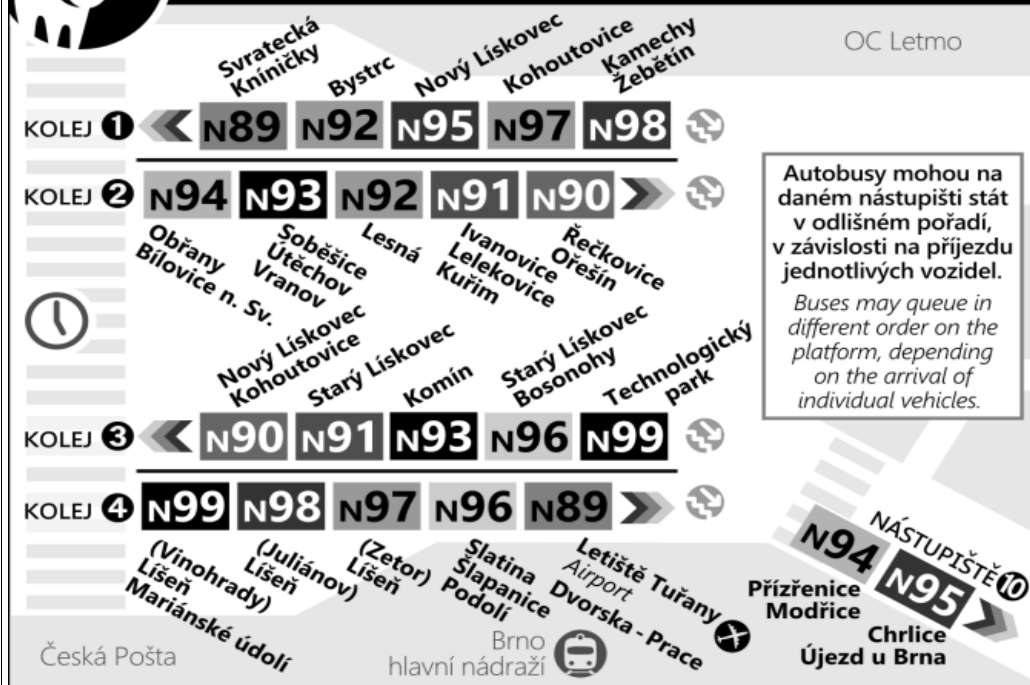 OC Letmo
Svratecká
Kníničky
Bystrc
Nový Lískovec
Kohoutovice
Kamechy
Žebětín
KOLEJ 1 N89 N92 N95 N97 N98
KOLEJ 2 N94 N93 N92 N91 N90
Obřany
Bílovice n. Sv.
Soběšice
Útěchov
Vranov
Lesná
Ivanovice
Lelekovice
Kuřim
Řečkovice
Ořešín
Autobusy mohou na
daném nástupišti stát
v odlišném pořadí,
v závislosti na příjezdu
jednotlivých vozidel.
Buses may queue in
different order on the
platform, depending
on the arrival of
individual vehicles.
Nový Lískovec
Kohoutovice
Starý Lískovec
Komín
Starý Lískovec
Bosonohy
Technologický
park
KOLEJ 3 N90 N91 N93 N96 N99
KOLEJ 4 N99 N98 N97 N96 N89
(Vinohrady)
Líšeň
Mariánské údolí
(Juliánov)
Líšeň
(Zetor)
Líšeň
Slatina
Šlapanice
Podolí
Letiště Tuřany
Airport
Dvorska - Prace
NÁSTUPIŠTĚ 10
N94 N95
Přízřenice
Modřice
Chrlice
Újezd u Brna
Česká Pošta
Brno
hlavní nádraží